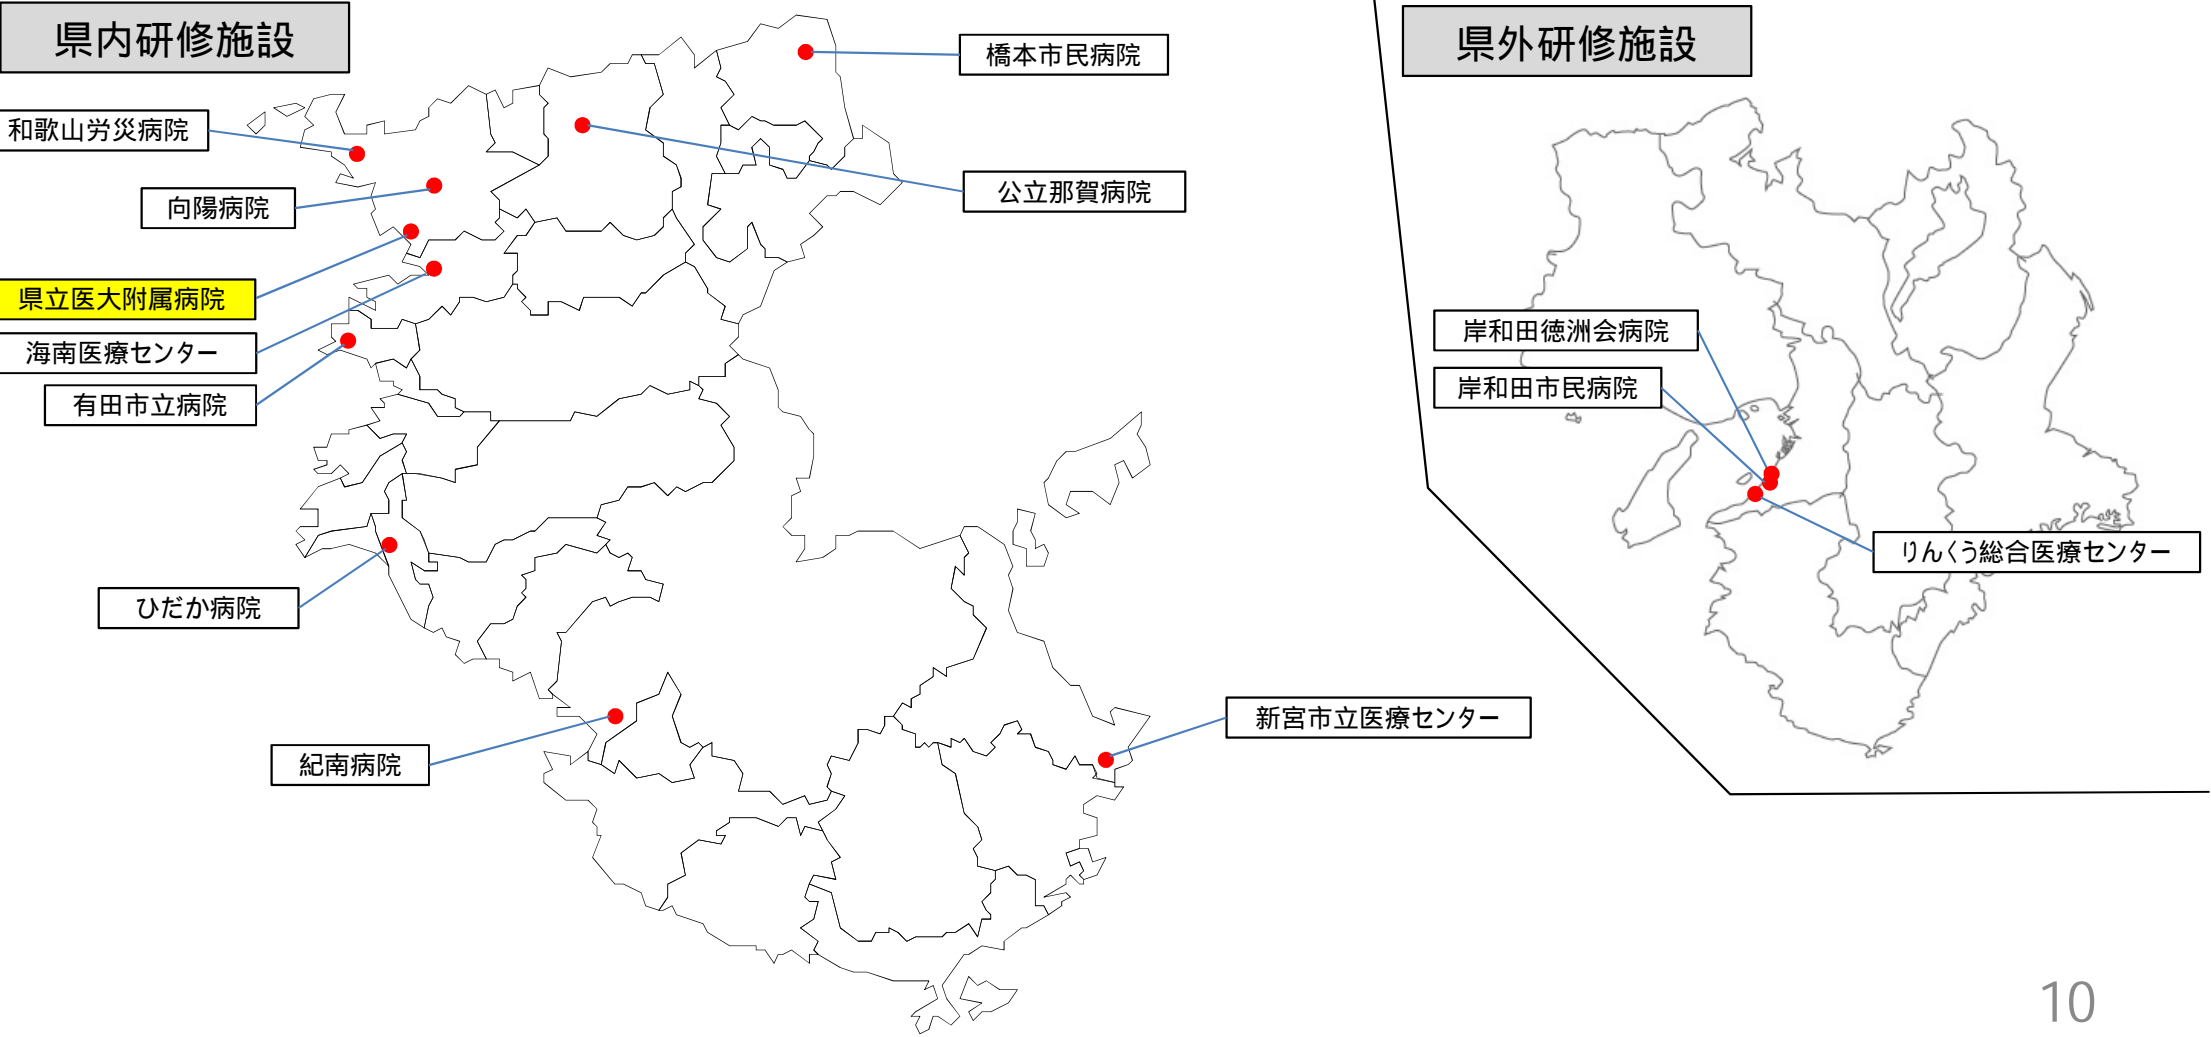 県内研修施設
橋本市民病院
和歌山労災病院
公立那賀病院
向陽病院
県立医大附属病院
海南医療センター
有田市立病院
ひだか病院
紀南病院
新宮市立医療センター
県外研修施設
岸和田徳洲会病院
岸和田市民病院
りんくう総合医療センター
10